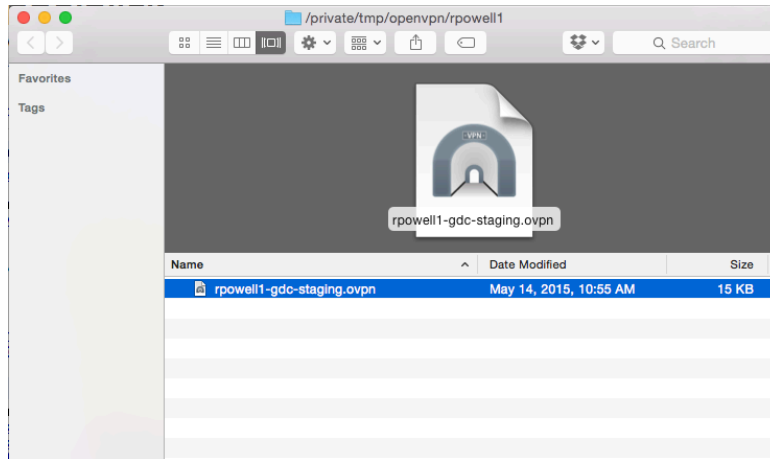 /private/tmp/openvpn/rpowell1
Search
Favorites
Tags
VPN
rpowell1-gdc-staging.ovpn
Name Date Modified Size
rpowell1-gdc-staging.ovpn May 14, 2015, 10:55 AM 15 KB